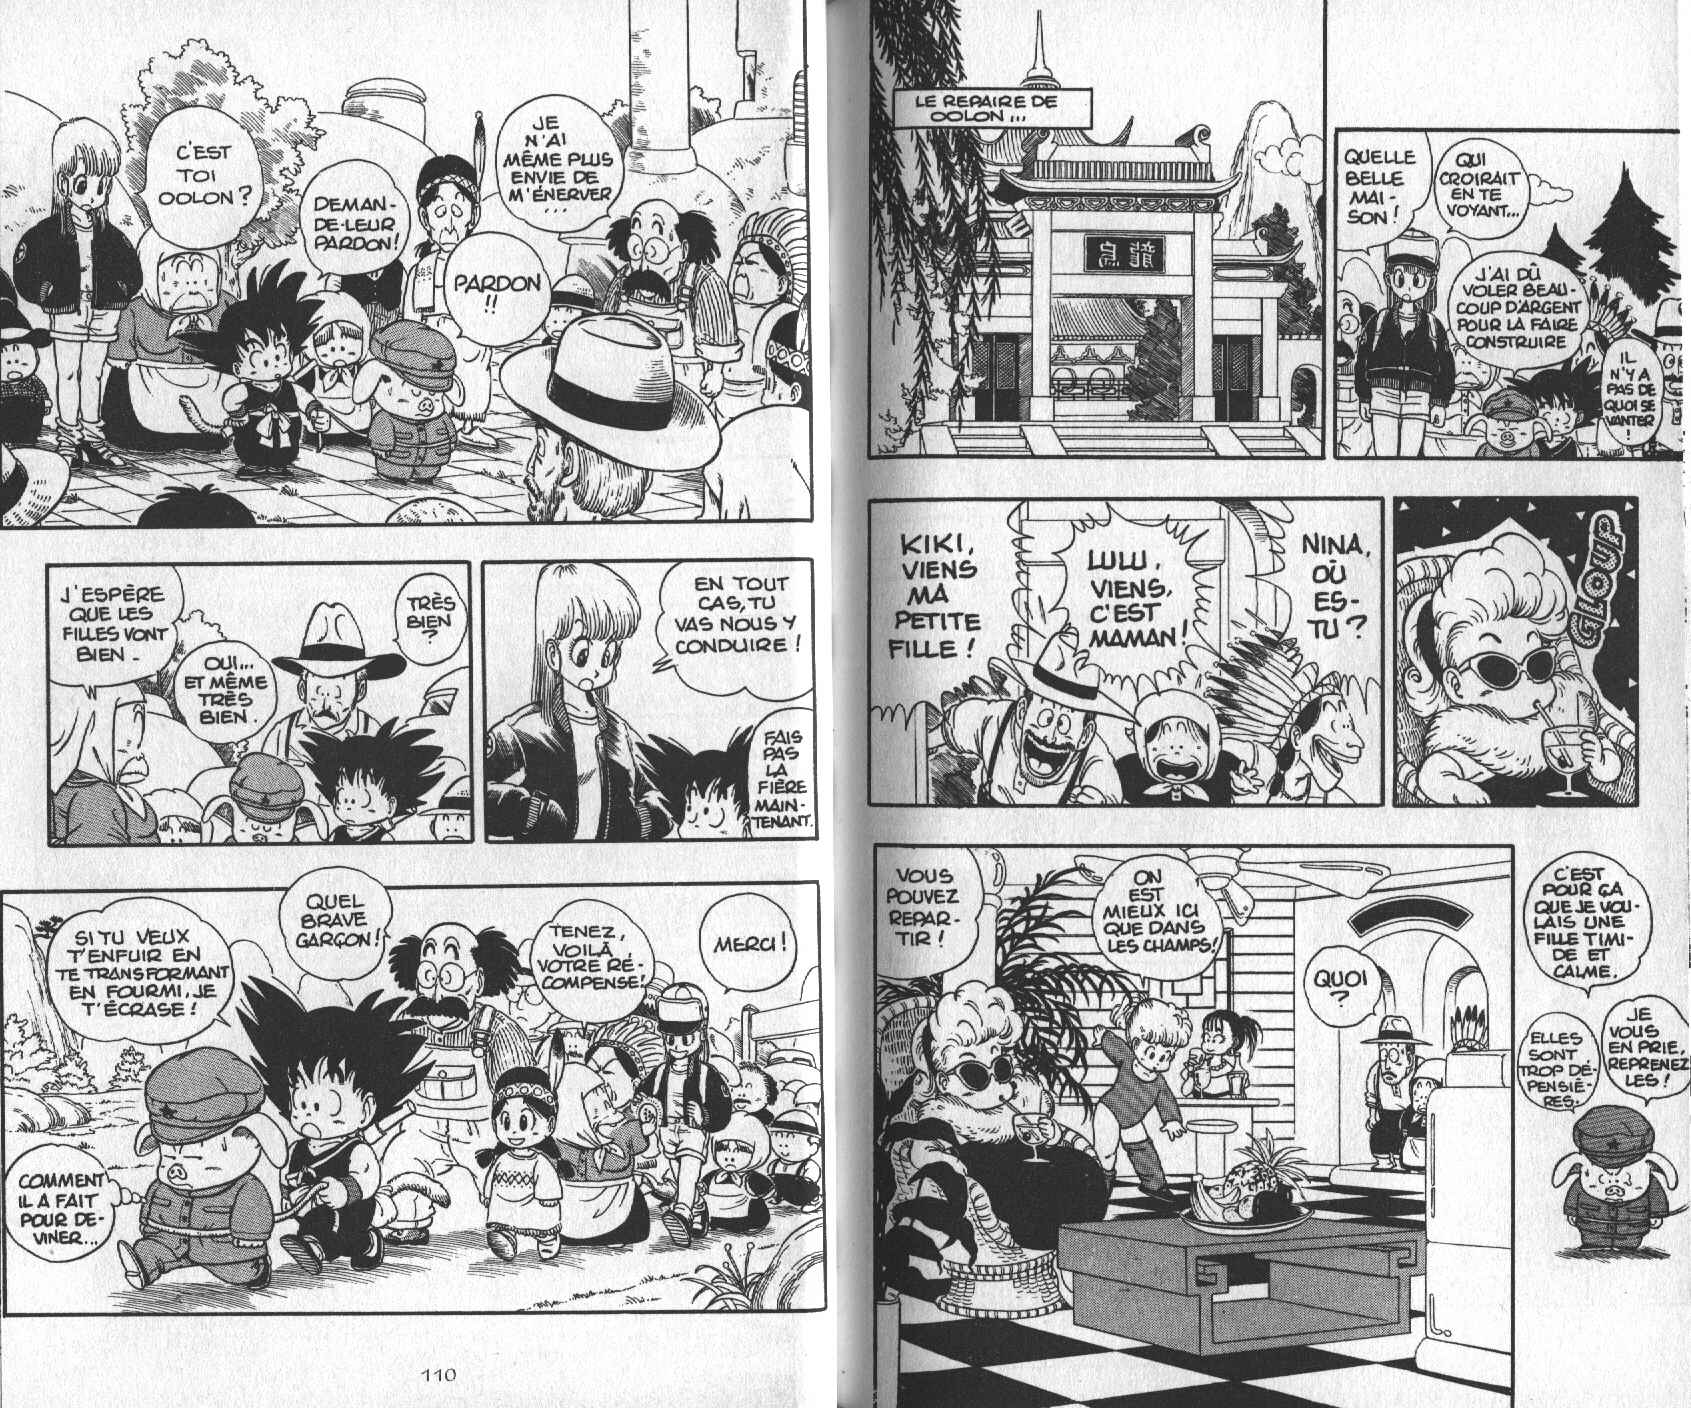 C'EST
TOI
OOLON ?
DEMAN-
DE-LEUR
PARDON !
JE
N'AI
MÊME PLUS
ENVIE DE
M'ÉNERVER
...
PARDON
!!
J'ESPÈRE
QUE LES
FILLES VONT
BIEN.
OUI...
ET MÊME
TRÈS
BIEN.
TRÈS
BIEN
?
EN TOUT
CAS, TU
VAS NOUS Y
CONDUIRE !
FAIS
PAS
LA
FIÈRE
MAIN-
TENANT.
SI TU VEUX
T'ENFUIR EN
TE TRANSFORMANT
EN FOURMI, JE
T'ÉCRASE !
QUEL
BRAVE
GARÇON !
TENEZ,
VOILÀ
VOTRE RÉ-
COMPENSE !
MERCI !
COMMENT
IL A FAIT
POUR DE-
VINER...
110
LE REPAIRE DE
OOLON...
烏龍
QUELLE
BELLE
MAI-
SON !
QUI
CROIRAIT
EN TE
VOYANT...
J'AI DÛ
VOLER BEAU-
COUP D'ARGENT
POUR LA FAIRE
CONSTRUIRE
IL
N'Y A
PAS DE
QUOI SE
VANTER
!
KIKI,
VIENS
MA
PETITE
FILLE !
LULU,
VIENS,
C'EST
MAMAN !
NINA,
OÙ
ES-
TU ?
GLOUP
VOUS
POUVEZ
REPAR-
TIR !
ON
EST
MIEUX ICI
QUE DANS
LES CHAMPS !
QUOI
?
C'EST
POUR ÇA
QUE JE VOU-
LAIS UNE
FILLE TIMI-
DE ET
CALME.
ELLES
SONT
TROP DÉ-
PENSIÈ-
RES.
JE
VOUS
EN PRIE,
REPRENEZ
LES !